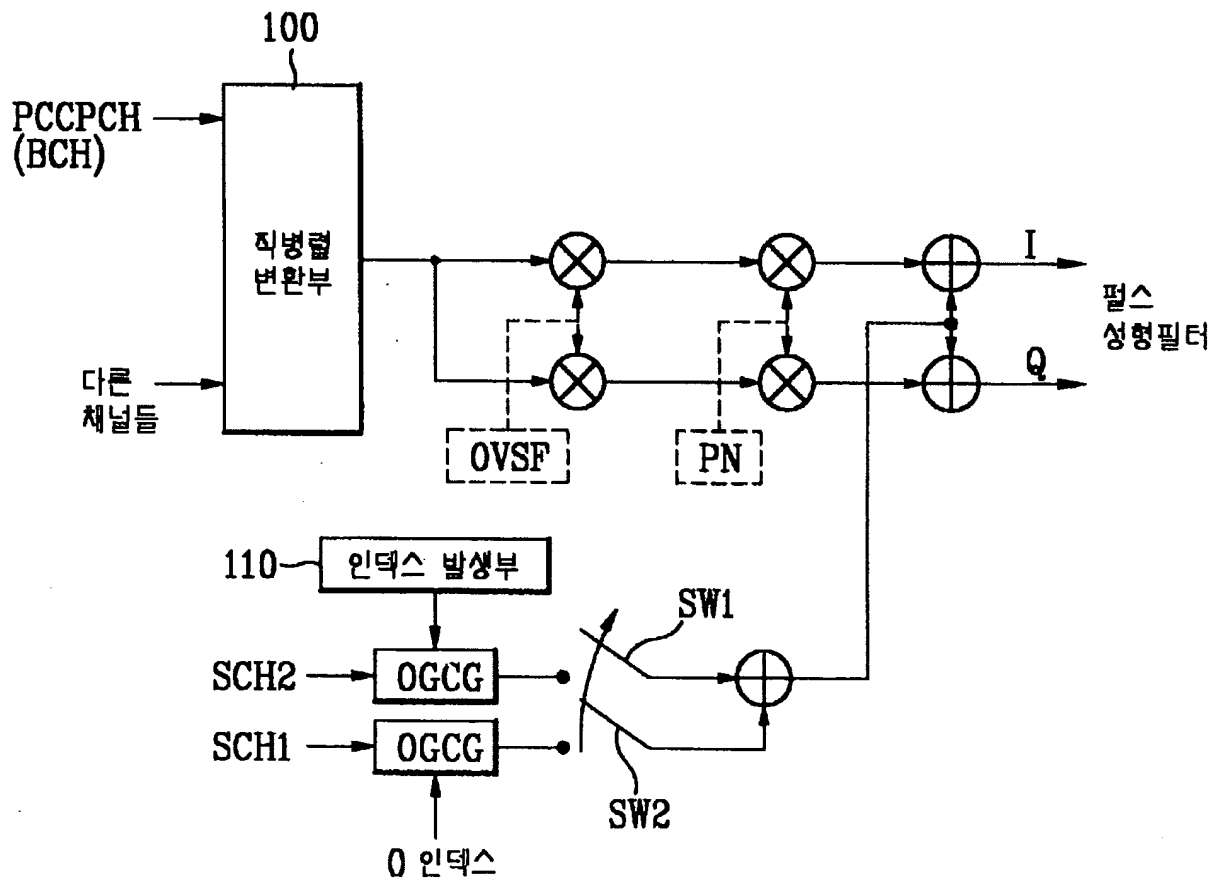 100
PCCPCH
(BCH)
직병렬
변환부
다른
채널들
I
Q
펄스
성형필터
OVSF
PN
110
인덱스 발생부
SW1
SCH2
OGCG
SCH1
OGCG
SW2
0 인덱스